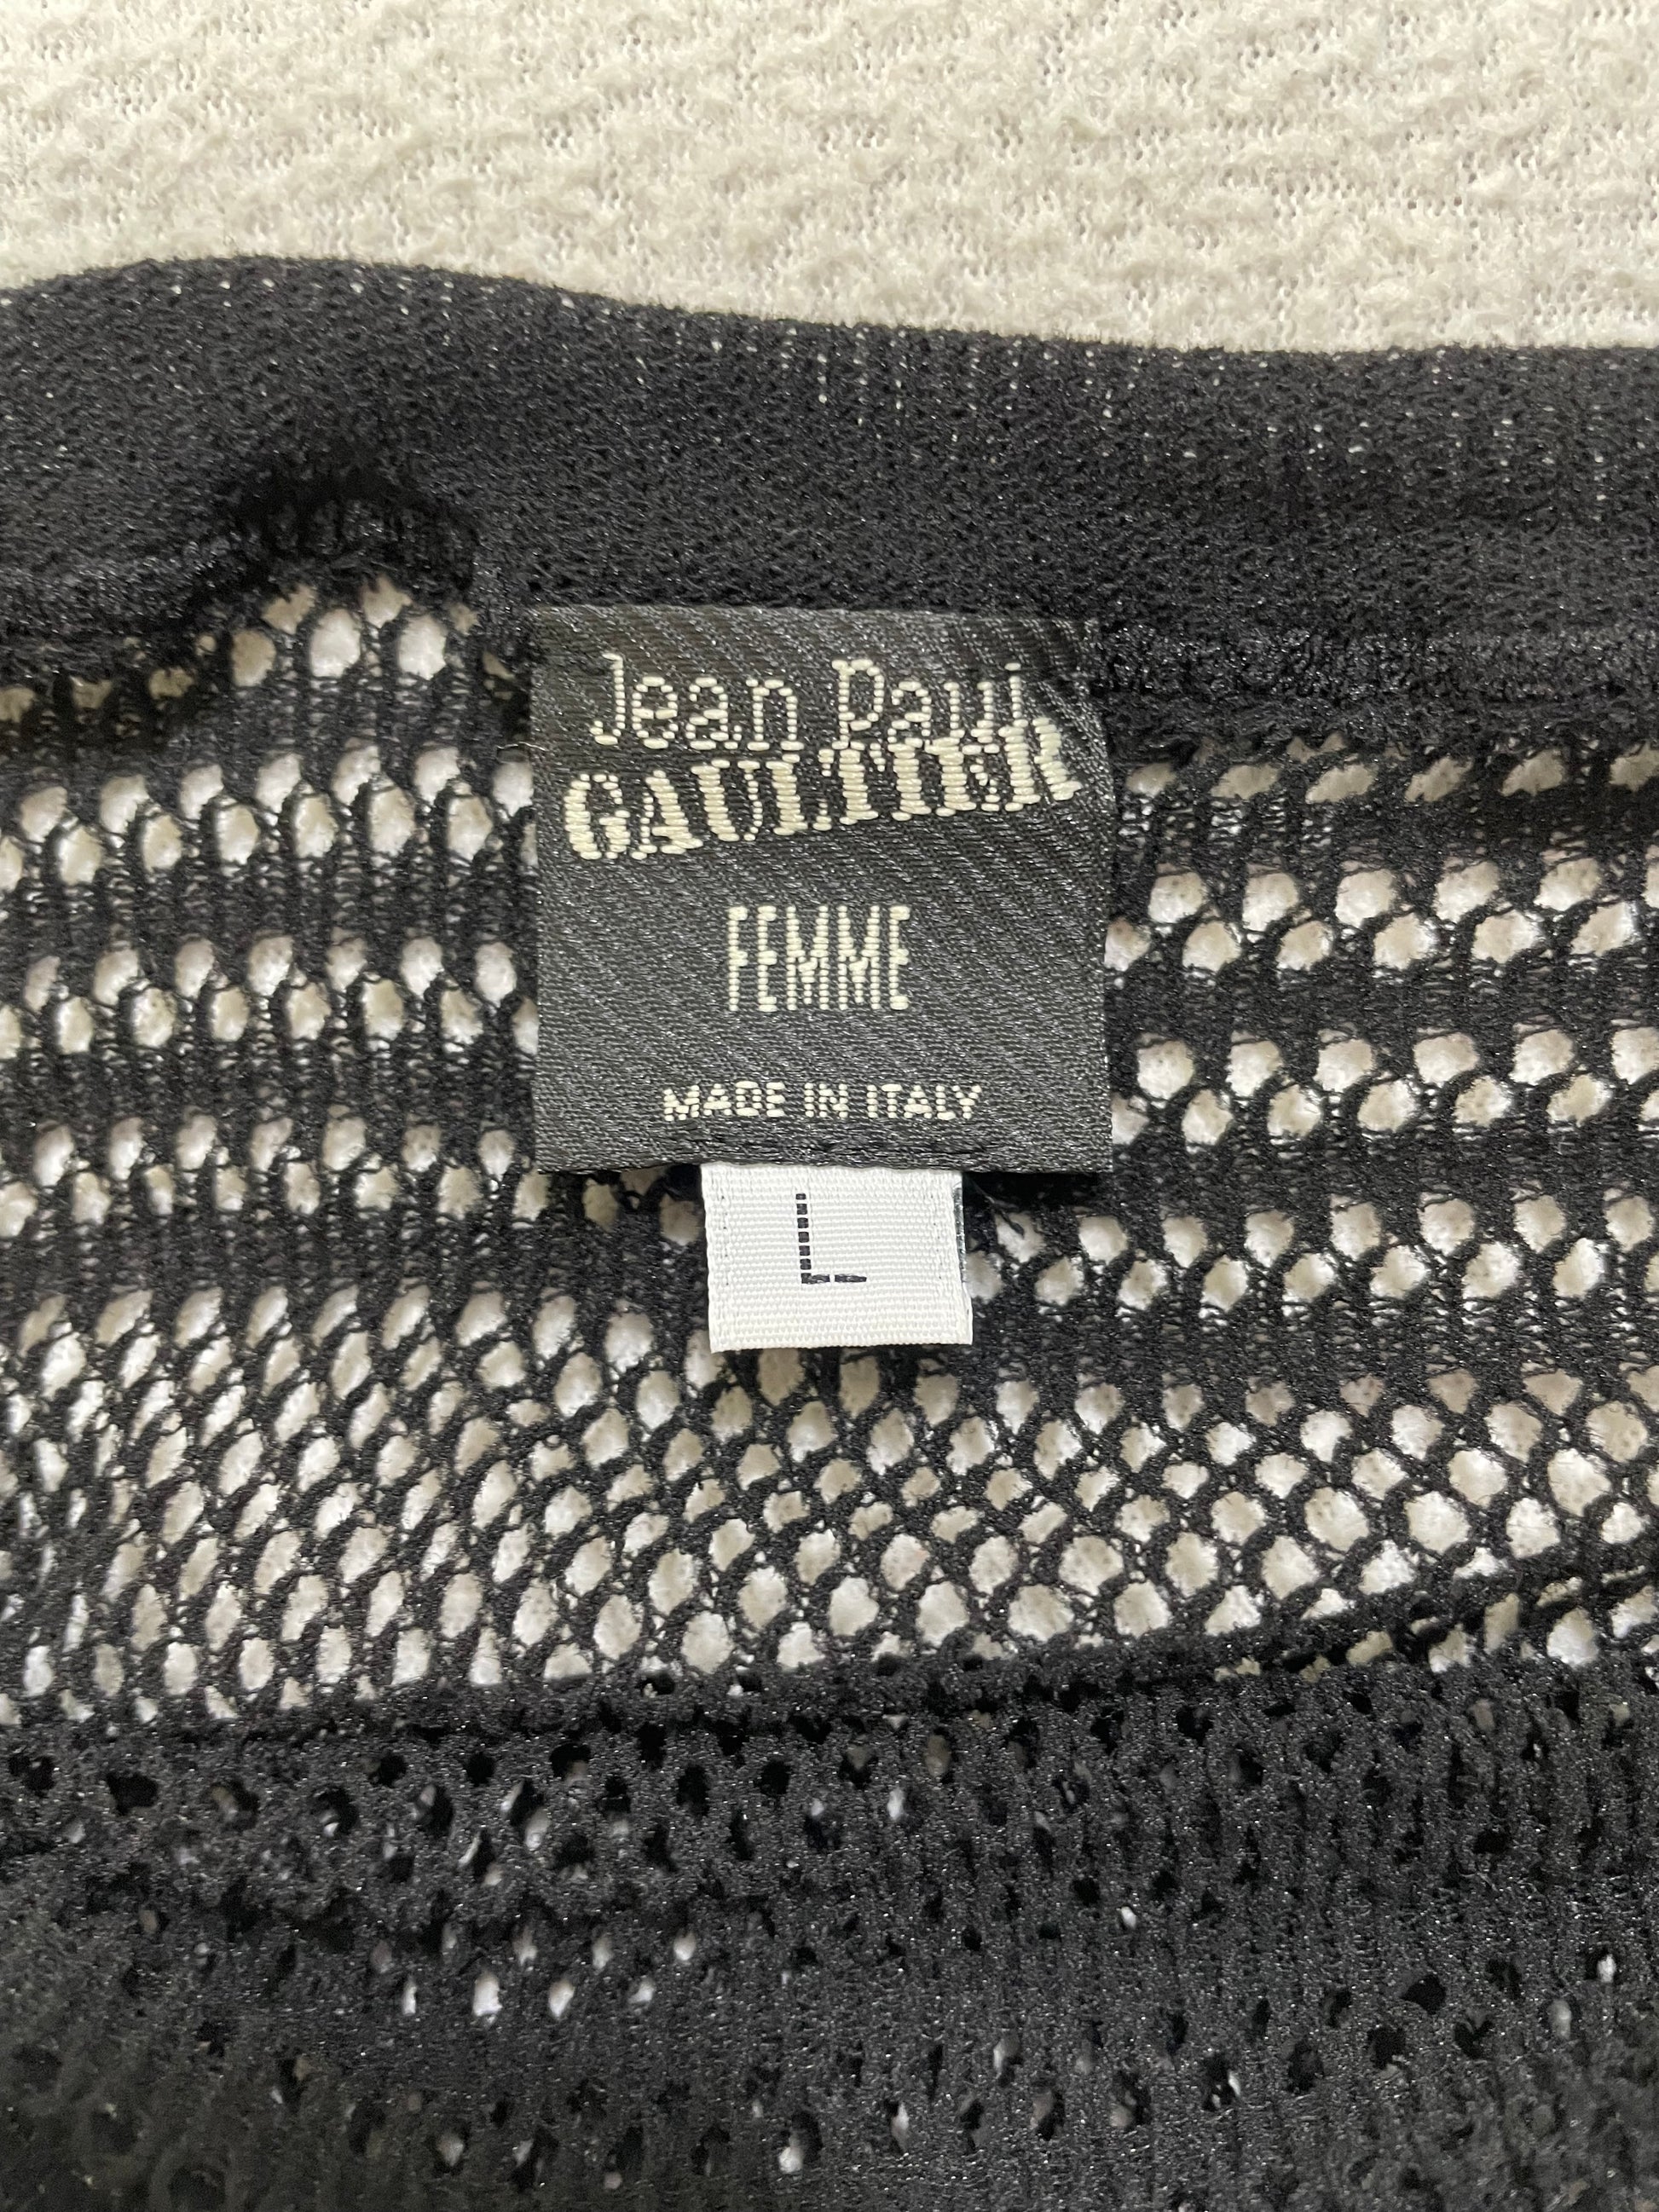 Jean Paul
GAULTIER
FEMME
MADE IN ITALY
L